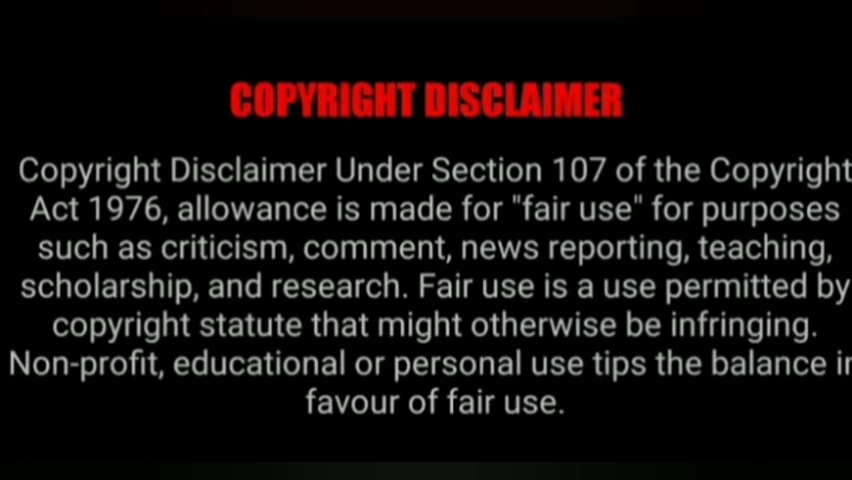 COPYRIGHT DISCLAIMER
Copyright Disclaimer Under Section 107 of the Copyright
Act 1976, allowance is made for "fair use" for purposes
such as criticism, comment, news reporting, teaching,
scholarship, and research. Fair use is a use permitted by
copyright statute that might otherwise be infringing.
Non-profit, educational or personal use tips the balance in
favour of fair use.